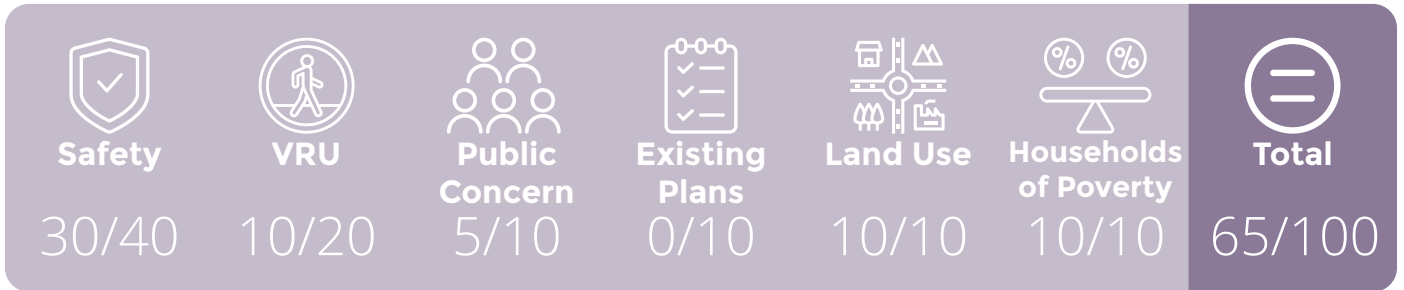 % %
Safety
VRU
Public
Concern
Existing
Plans
Land Use
Households
of Poverty
Total
30/40
10/20
5/10
0/10
10/10
10/10
65/100